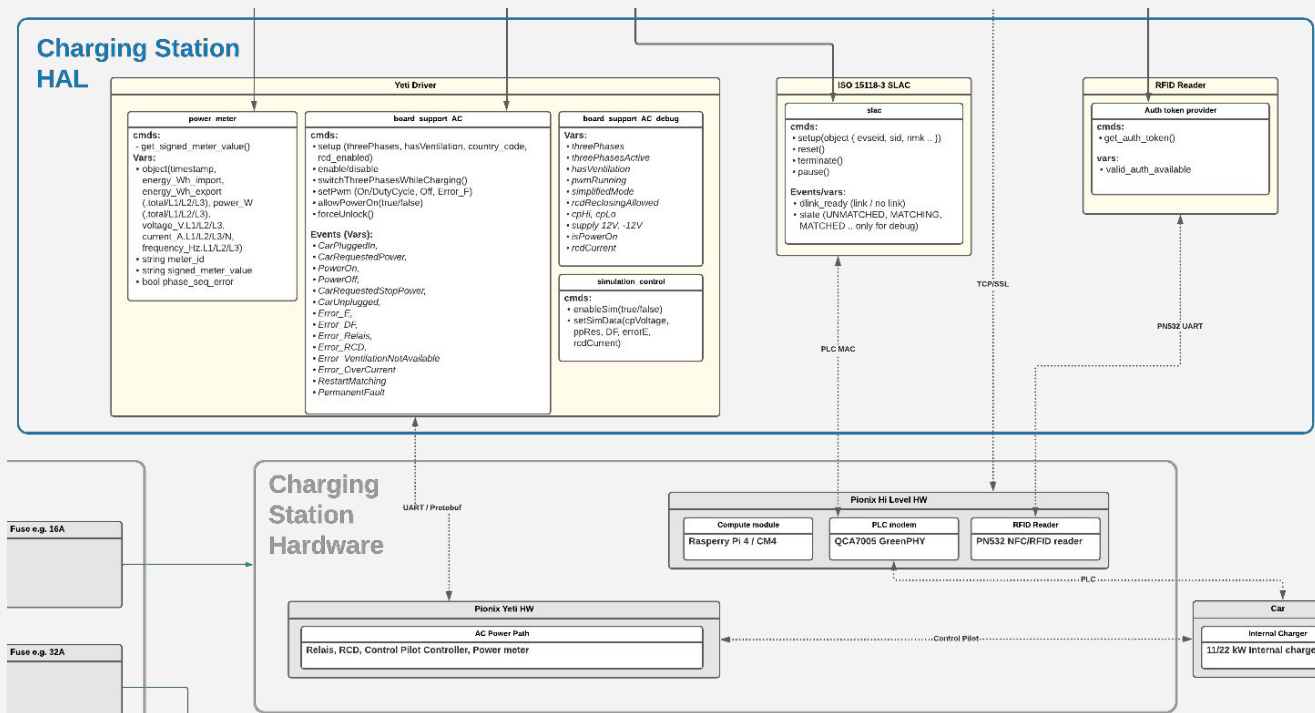 Charging Station
HAL
Yeti Driver
power_meter
cmds:
- get_signed_meter_value()
Vars:
• object(timestamp,
energy_Wh_import,
energy_Wh_export
(.total/L1/L2/L3), power_W
(.total/L1/L2/L3),
voltage_V.L1/L2/L3,
current_A.L1/L2/L3/N,
frequency_Hz.L1/L2/L3)
• string meter_id
• string signed_meter_value
• bool phase_seq_error
board_support_AC
cmds:
• setup (threePhases, hasVentilation, country_code,
rcd_enabled)
• enable/disable
• switchThreePhasesWhileCharging()
• setPwm (On/DutyCycle, Off, Error_F)
• allowPowerOn(true/false)
• forceUnlock()
Events (Vars):
• CarPluggedIn,
• CarRequestedPower,
• PowerOn,
• PowerOff,
• CarRequestedStopPower,
• CarUnplugged,
• Error_E,
• Error_DF,
• Error_Relais,
• Error_RCD,
• Error_VentilationNotAvailable
• Error_OverCurrent
• RestartMatching
• PermanentFault
board_support_AC_debug
Vars:
• threePhases
• threePhasesActive
• hasVentilation
• pwmRunning
• simplifiedMode
• rcdReclosingAllowed
• cpHi, cpLo
• supply 12V, -12V
• isPowerOn
• rcdCurrent
simulation_control
cmds:
• enableSim(true/false)
• setSimData(cpVoltage,
ppRes, DF, errorE,
rcdCurrent)
ISO 15118-3 SLAC
slac
cmds:
• setup(object { evseid, sid, nmk .. })
• reset()
• terminate()
• pause()
Events/vars:
• dlink_ready (link / no link)
• state (UNMATCHED, MATCHING,
MATCHED .. only for debug)
RFID Reader
Auth token provider
cmds:
• get_auth_token()
vars:
• valid_auth_available
TCP/SSL
PN532 UART
PLC MAC
UART / Protobuf
Charging
Station
Hardware
Fuse e.g. 16A
Fuse e.g. 32A
Pionix Hi Level HW
Compute module
Rasperry Pi 4 / CM4
PLC modem
QCA7005 GreenPHY
RFID Reader
PN532 NFC/RFID reader
PLC
Pionix Yeti HW
AC Power Path
Relais, RCD, Control Pilot Controller, Power meter
Control Pilot
Car
Internal Charger
11/22 kW Internal charge